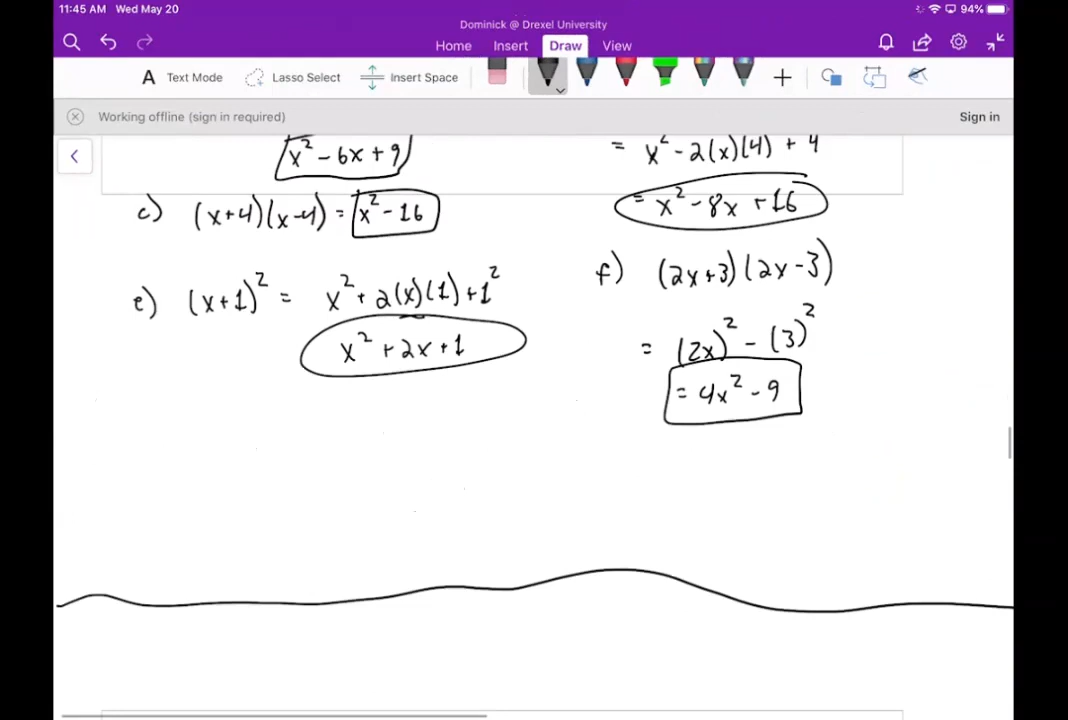 11:45 AM Wed May 20
94%
Dominick @ Drexel University
Home Insert Draw View
A Text Mode Lasso Select Insert Space
Working offline (sign in required) Sign in
x² - 6x + 9
= x² - 2(x)(4) + 4
c) (x+4)(x-4) = x² - 16
= x² - 8x + 16
e) (x+1)² = x² + 2(x)(1) + 1²
x² + 2x + 1
f) (2x+3)(2x-3)
= (2x)² - (3)²
= 4x² - 9